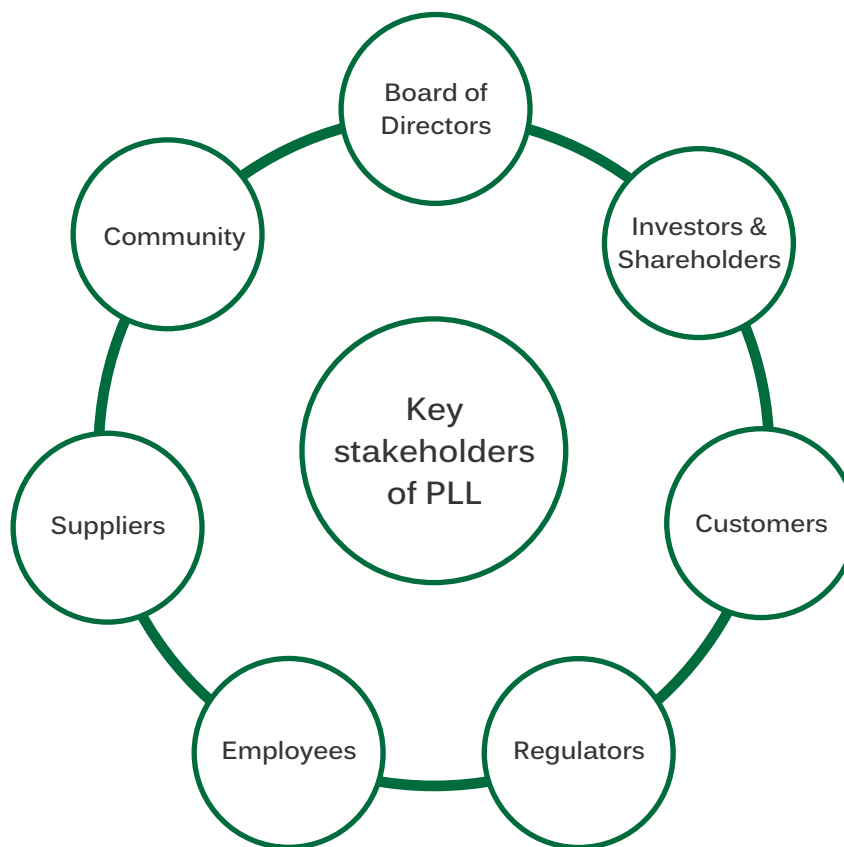 Board of
Directors
Investors &
Shareholders
Customers
Regulators
Employees
Suppliers
Community
Key
stakeholders
of PLL